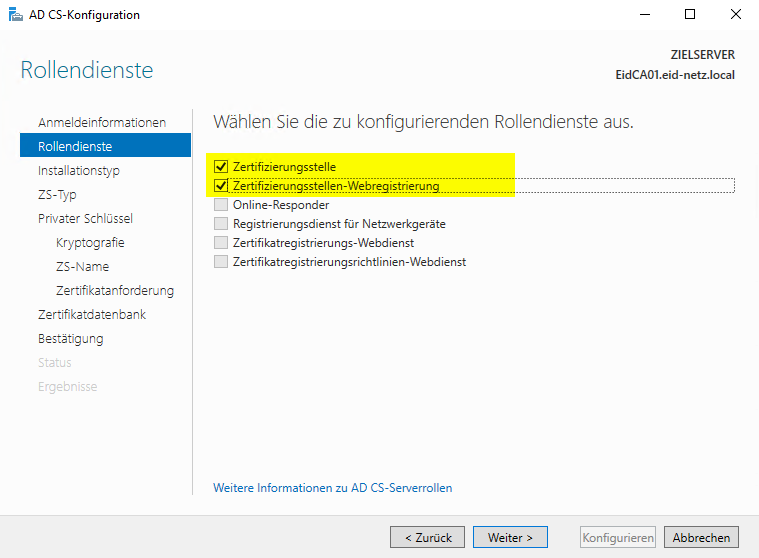 AD CS-Konfiguration
Rollendienste
ZIELSERVER
EidCA01.eid-netz.local
Anmeldeinformationen
Rollendienste
Installationstyp
ZS-Typ
Privater Schlüssel
Kryptografie
ZS-Name
Zertifikatanforderung
Zertifikatdatenbank
Bestätigung
Status
Ergebnisse
Wählen Sie die zu konfigurierenden Rollendienste aus.
Zertifizierungsstelle
Zertifizierungsstellen-Webregistrierung
Online-Responder
Registrierungsdienst für Netzwerkgeräte
Zertifikatregistrierungs-Webdienst
Zertifikatregistrierungsrichtlinien-Webdienst
Weitere Informationen zu AD CS-Serverrollen
< Zurück
Weiter >
Konfigurieren
Abbrechen